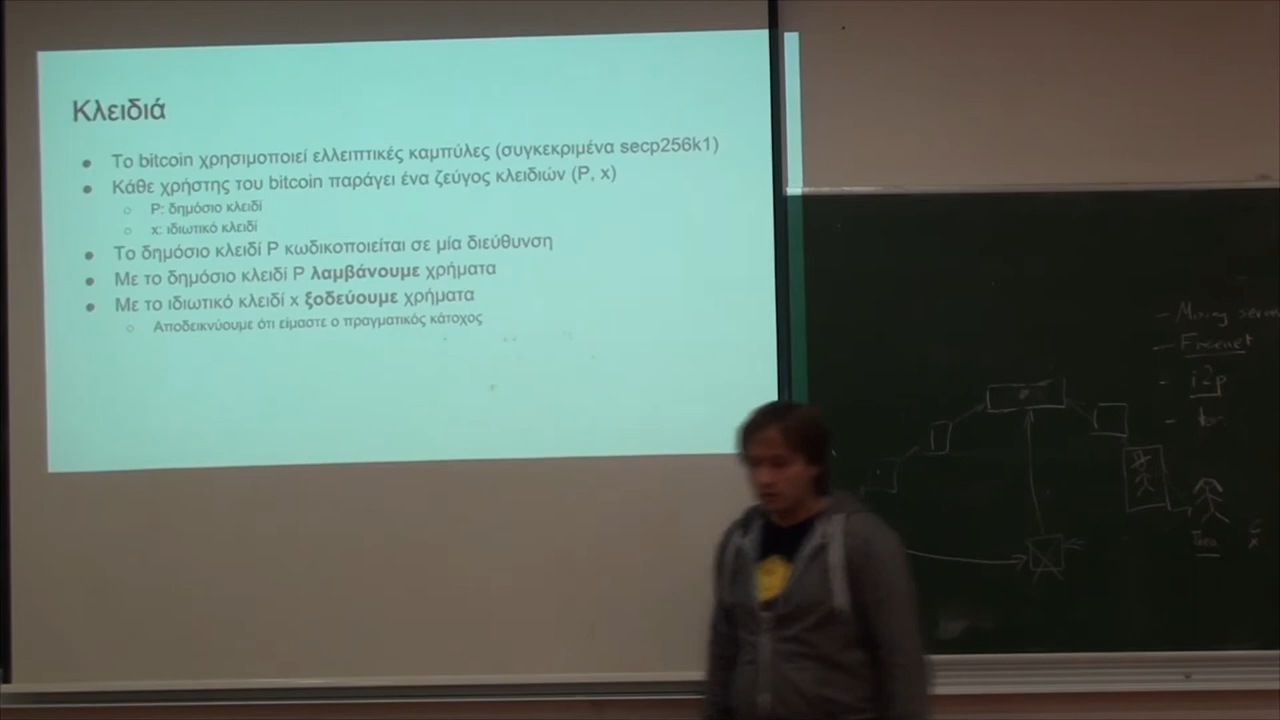 Κλειδιά
● Το bitcoin χρησιμοποιεί ελλειπτικές καμπύλες (συγκεκριμένα secp256k1)
● Κάθε χρήστης του bitcoin παράγει ένα ζεύγος κλειδιών (P, x)
○ P: δημόσιο κλειδί
○ x: ιδιωτικό κλειδί
● Το δημόσιο κλειδί P κωδικοποιείται σε μία διεύθυνση
● Με το δημόσιο κλειδί P λαμβάνουμε χρήματα
● Με το ιδιωτικό κλειδί x ξοδεύουμε χρήματα
○ Αποδεικνύουμε ότι είμαστε ο πραγματικός κάτοχος
- Mixing
- Freenet
- i2p
- tor